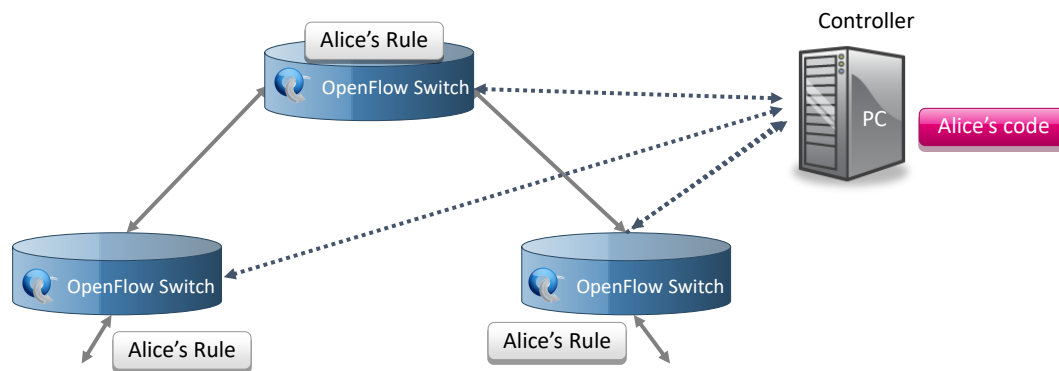 Controller
Alice's Rule
OpenFlow Switch
PC
Alice's code
OpenFlow Switch
OpenFlow Switch
Alice's Rule
Alice's Rule